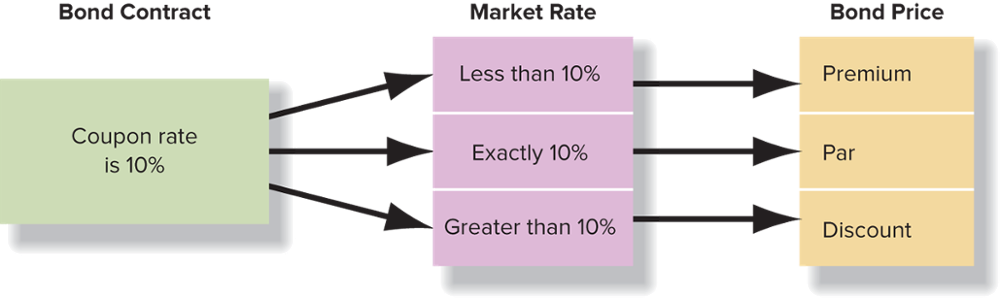 Bond Contract
Market Rate
Bond Price
Coupon rate
is 10%
Less than 10%
Exactly 10%
Greater than 10%
Premium
Par
Discount